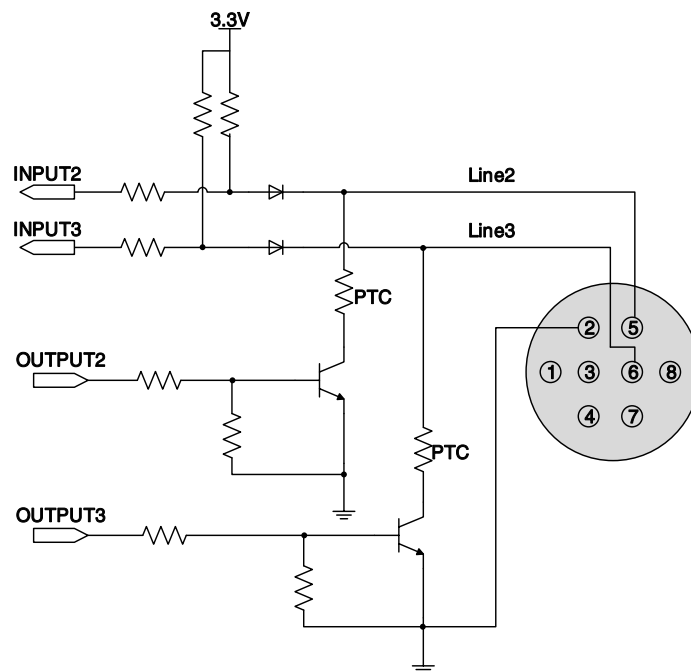 3.3V
INPUT2
Line2
INPUT3
Line3
PTC
2 5
OUTPUT2
1 3 6 8
4 7
PTC
OUTPUT3